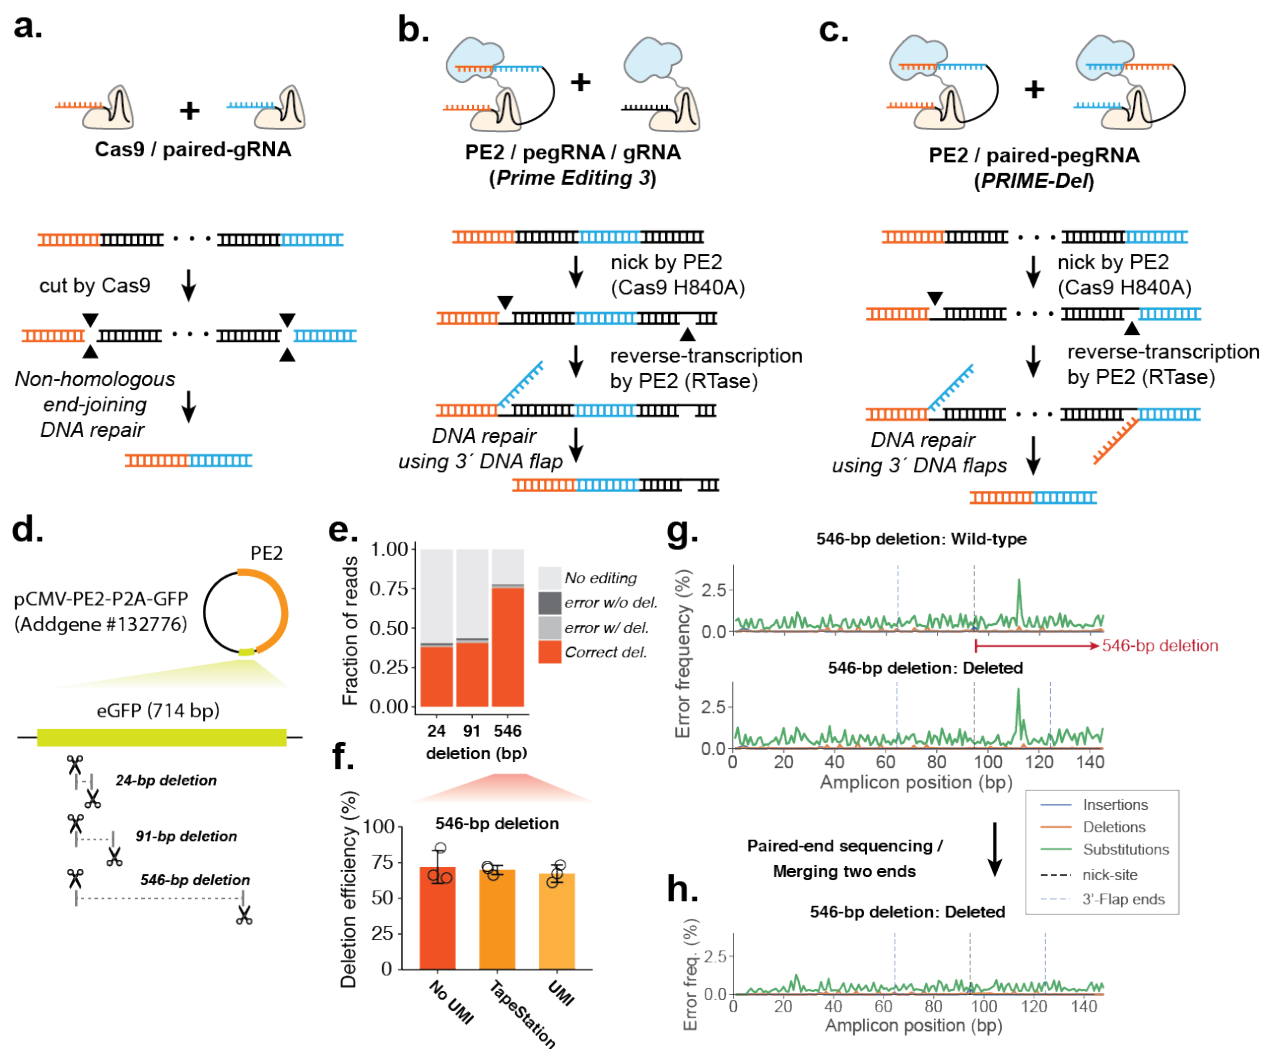 a.
+
Cas9 / paired-gRNA
cut by Cas9
Non-homologous
end-joining
DNA repair
b.
+
PE2 / pegRNA / gRNA
(Prime Editing 3)
nick by PE2
(Cas9 H840A)
reverse-transcription
by PE2 (RTase)
DNA repair
using 3´ DNA flap
c.
+
PE2 / paired-pegRNA
(PRIME-Del)
nick by PE2
(Cas9 H840A)
reverse-transcription
by PE2 (RTase)
DNA repair
using 3´ DNA flaps
d.
PE2
pCMV-PE2-P2A-GFP
(Addgene #132776)
eGFP (714 bp)
24-bp deletion
91-bp deletion
546-bp deletion
e.
Fraction of reads
1.00
0.75
0.50
0.25
0.00
24 91 546
deletion (bp)
No editing
error w/o del.
error w/ del.
Correct del.
f.
546-bp deletion
Deletion efficiency (%)
100
75
50
25
0
No UMI
TapeStation
UMI
g.
546-bp deletion: Wild-type
2.5
0.0
546-bp deletion
546-bp deletion: Deleted
Error frequency (%)
2.5
0.0
0 20 40 60 80 100 120 140
Amplicon position (bp)
Insertions
Deletions
Substitutions
nick-site
3'-Flap ends
Paired-end sequencing /
Merging two ends
h.
546-bp deletion: Deleted
Error freq. (%)
2.5
0.0
0 20 40 60 80 100 120 140
Amplicon position (bp)